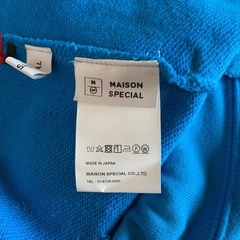 MAISON
SPECIAL
MADE IN JAPAN
MAISON SPECIAL CO.,LTD.